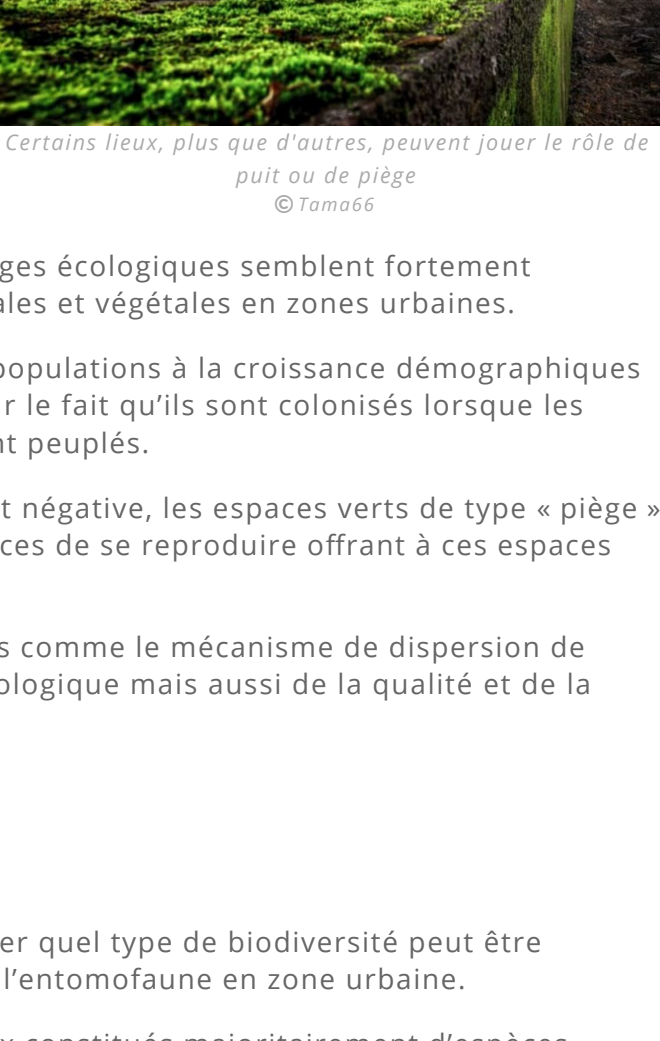 Certains lieux, plus que d'autres, peuvent jouer le rôle de
puit ou de piège
©Tama66
ges écologiques semblent fortement
ales et végétales en zones urbaines.
populations à la croissance démographiques
r le fait qu’ils sont colonisés lorsque les
nt peuplés.
t négative, les espaces verts de type « piège »
ces de se reproduire offrant à ces espaces
s comme le mécanisme de dispersion de
ologique mais aussi de la qualité et de la
er quel type de biodiversité peut être
l’entomofaune en zone urbaine.
x constitués majoritairement d’espèces